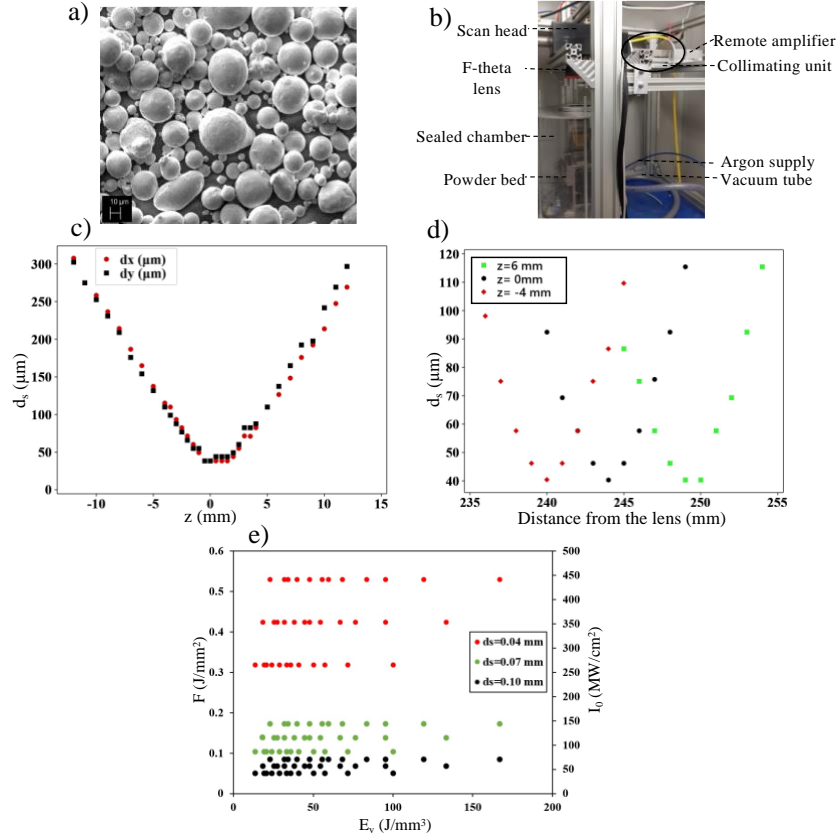 a)
10 µm
b)
Scan head
F-theta
lens
Sealed chamber
Powder bed
Remote amplifier
Collimating unit
Argon supply
Vacuum tube
c)
dx (µm)
dy (µm)
300
250
200
150
100
50
0
-10
-5
0
5
10
15
dₛ (µm)
z (mm)
d)
z=6 mm
z= 0mm
z= -4 mm
120
110
100
90
80
70
60
50
40
235
240
245
250
255
dₛ (µm)
Distance from the lens (mm)
e)
0.6
0.5
0.4
0.3
0.2
0.1
0
F (J/mm²)
0
50
100
150
200
Eᵥ (J/mm³)
500
450
400
350
300
250
200
150
100
50
0
I₀ (MW/cm²)
ds=0.04 mm
ds=0.07 mm
ds=0.10 mm